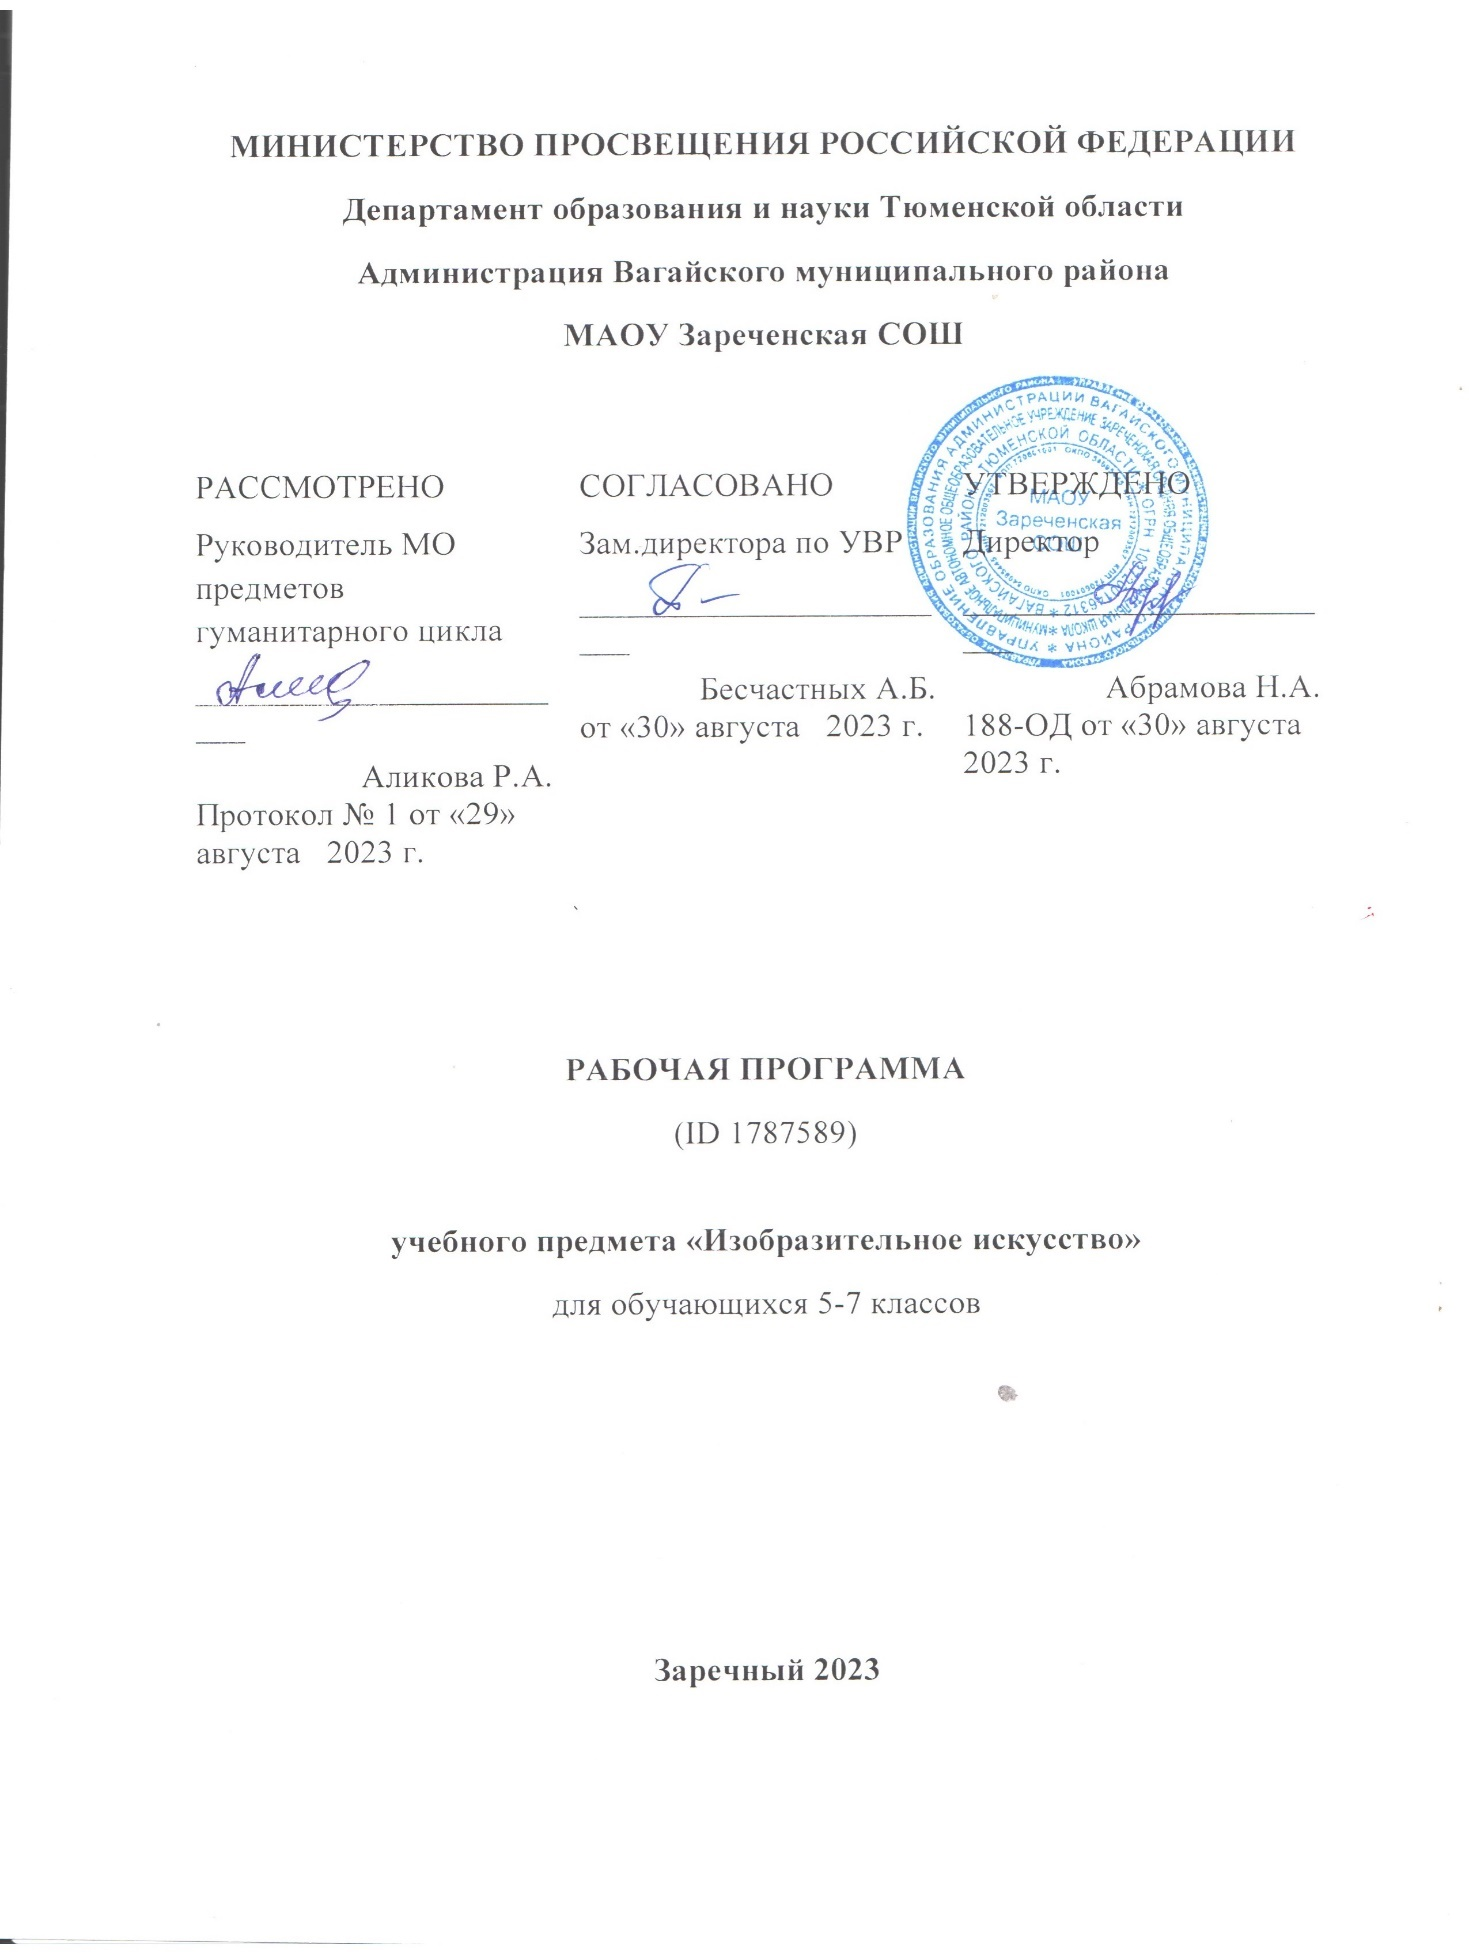 МИНИСТЕРСТВО ПРОСВЕЩЕНИЯ РОССИЙСКОЙ ФЕДЕРАЦИИ
Департамент образования и науки Тюменской области
Администрация Вагайского муниципального района
МАОУ Зареченская СОШ
РАССМОТРЕНО
Руководитель МО
предметов
гуманитарного цикла
Аликова Р.А.
Протокол № 1 от «29»
августа 2023 г.
СОГЛАСОВАНО
Зам.директора по УВР
Бесчастных А.Б.
от «30» августа 2023 г.
УТВЕРЖДЕНО
Директор
Абрамова Н.А.
188-ОД от «30» августа
2023 г.
МАОУ
Зареченская
СОШ
РАБОЧАЯ ПРОГРАММА
(ID 1787589)
учебного предмета «Изобразительное искусство»
для обучающихся 5-7 классов
Заречный 2023